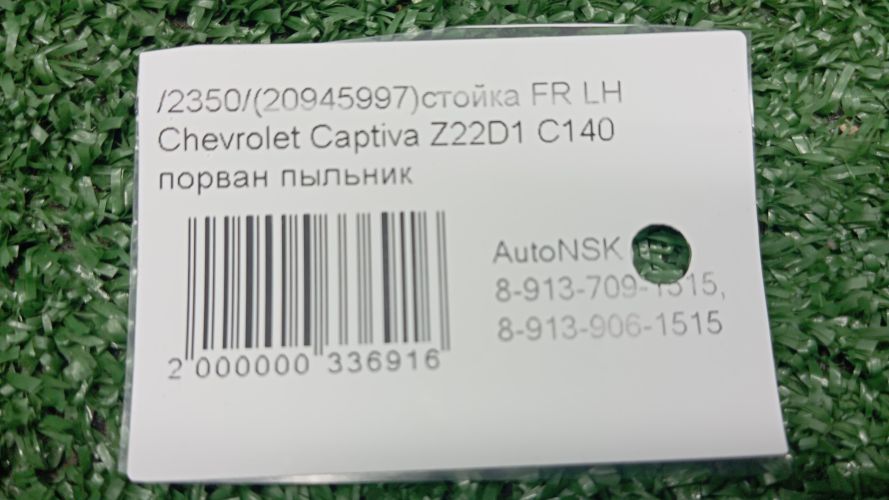 /2350/(20945997)стойка FR LH
Chevrolet Captiva Z22D1 C140
порван пыльник
AutoNSK
8-913-709-1515,
8-913-906-1515
2 000000 336916